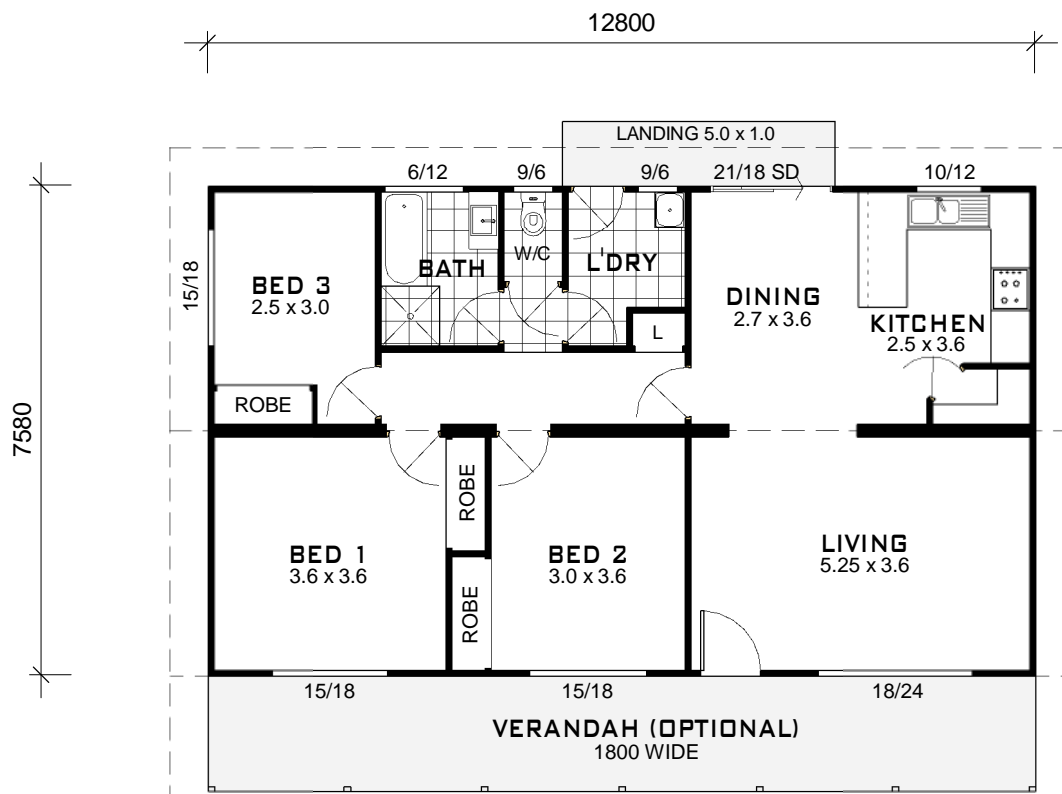 12800
LANDING 5.0 x 1.0
6/12
9/6
9/6
21/18 SD
10/12
W/C
BATH
L'DRY
15/18
BED 3
2.5 x 3.0
DINING
2.7 x 3.6
KITCHEN
2.5 x 3.6
L
ROBE
7580
ROBE
BED 1
3.6 x 3.6
BED 2
3.0 x 3.6
LIVING
5.25 x 3.6
ROBE
15/18
15/18
18/24
VERANDAH (OPTIONAL)
1800 WIDE